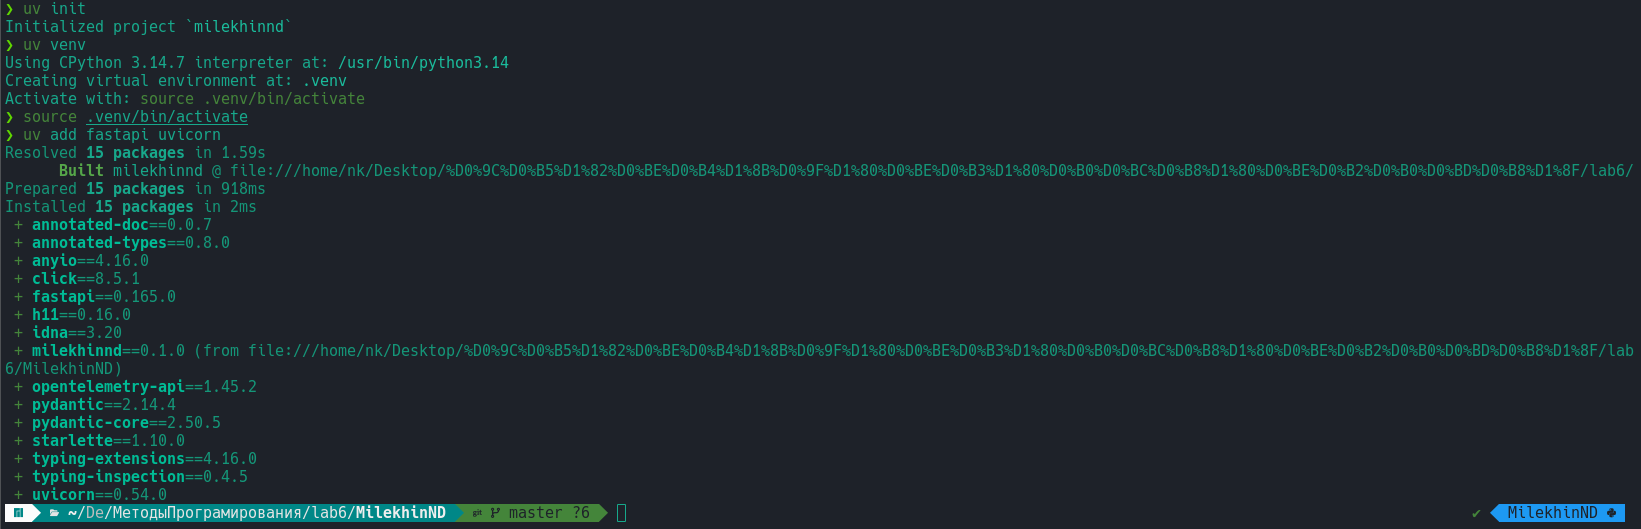 ❯ uv init
Initialized project `milekhinnd`
❯ uv venv
Using CPython 3.14.7 interpreter at: /usr/bin/python3.14
Creating virtual environment at: .venv
Activate with: source .venv/bin/activate
❯ source .venv/bin/activate
❯ uv add fastapi uvicorn
Resolved 15 packages in 1.59s
      Built milekhinnd @ file:///home/nk/Desktop/%D0%9C%D0%B5%D1%82%D0%BE%D0%B4%D1%8B%D0%9F%D1%80%D0%BE%D0%B3%D1%80%D0%B0%D0%BC%D0%B8%D1%80%D0%BE%D0%B2%D0%B0%D0%BD%D0%B8%D1%8F/lab6/
Prepared 15 packages in 918ms
Installed 15 packages in 2ms
 + annotated-doc==0.0.7
 + annotated-types==0.8.0
 + anyio==4.16.0
 + click==8.5.1
 + fastapi==0.165.0
 + h11==0.16.0
 + idna==3.20
 + milekhinnd==0.1.0 (from file:///home/nk/Desktop/%D0%9C%D0%B5%D1%82%D0%BE%D0%B4%D1%8B%D0%9F%D1%80%D0%BE%D0%B3%D1%80%D0%B0%D0%BC%D0%B8%D1%80%D0%BE%D0%B2%D0%B0%D0%BD%D0%B8%D1%8F/lab
6/MilekhinND)
 + opentelemetry-api==1.45.2
 + pydantic==2.14.4
 + pydantic-core==2.50.5
 + starlette==1.10.0
 + typing-extensions==4.16.0
 + typing-inspection==0.4.5
 + uvicorn==0.54.0
~/De/МетодыПрограмирования/lab6/MilekhinND master ?6 ✔ MilekhinND